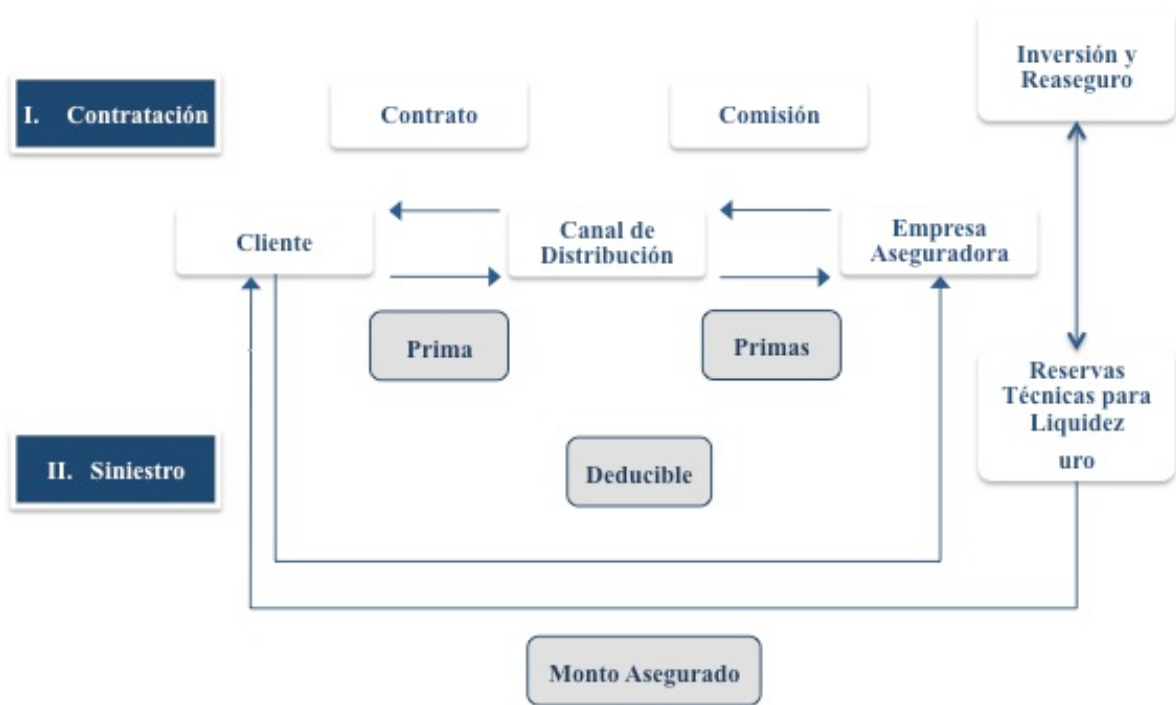 Inversión y
Reaseguro
I. Contratación
Contrato
Comisión
Cliente
Canal de
Distribución
Empresa
Aseguradora
Prima
Primas
Reservas
Técnicas para
Liquidez
uro
II. Siniestro
Deducible
Monto Asegurado